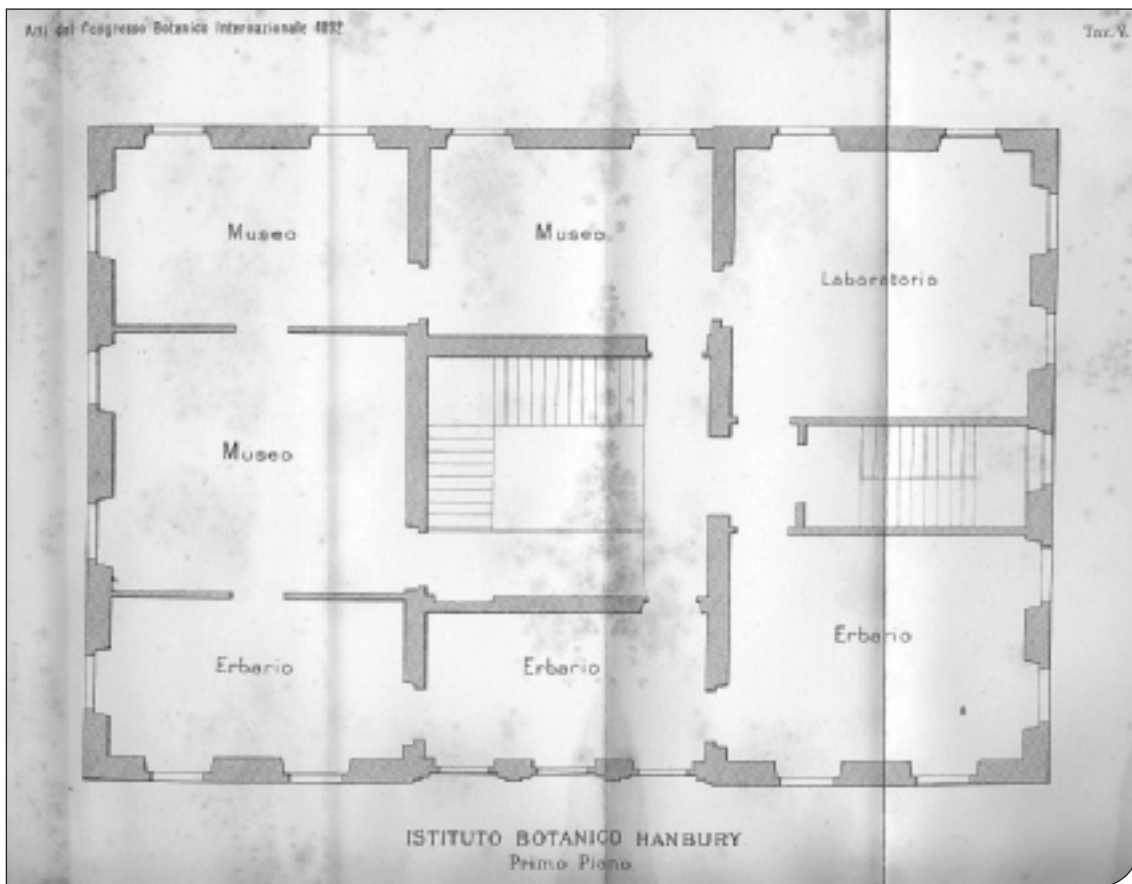 Atti del Congresso Botanico Internazionale 1892
Tav. V.
Museo
Museo
Laboratorio
Museo
Erbario
Erbario
Erbario
ISTITUTO BOTANICO HANBURY
Primo Piano